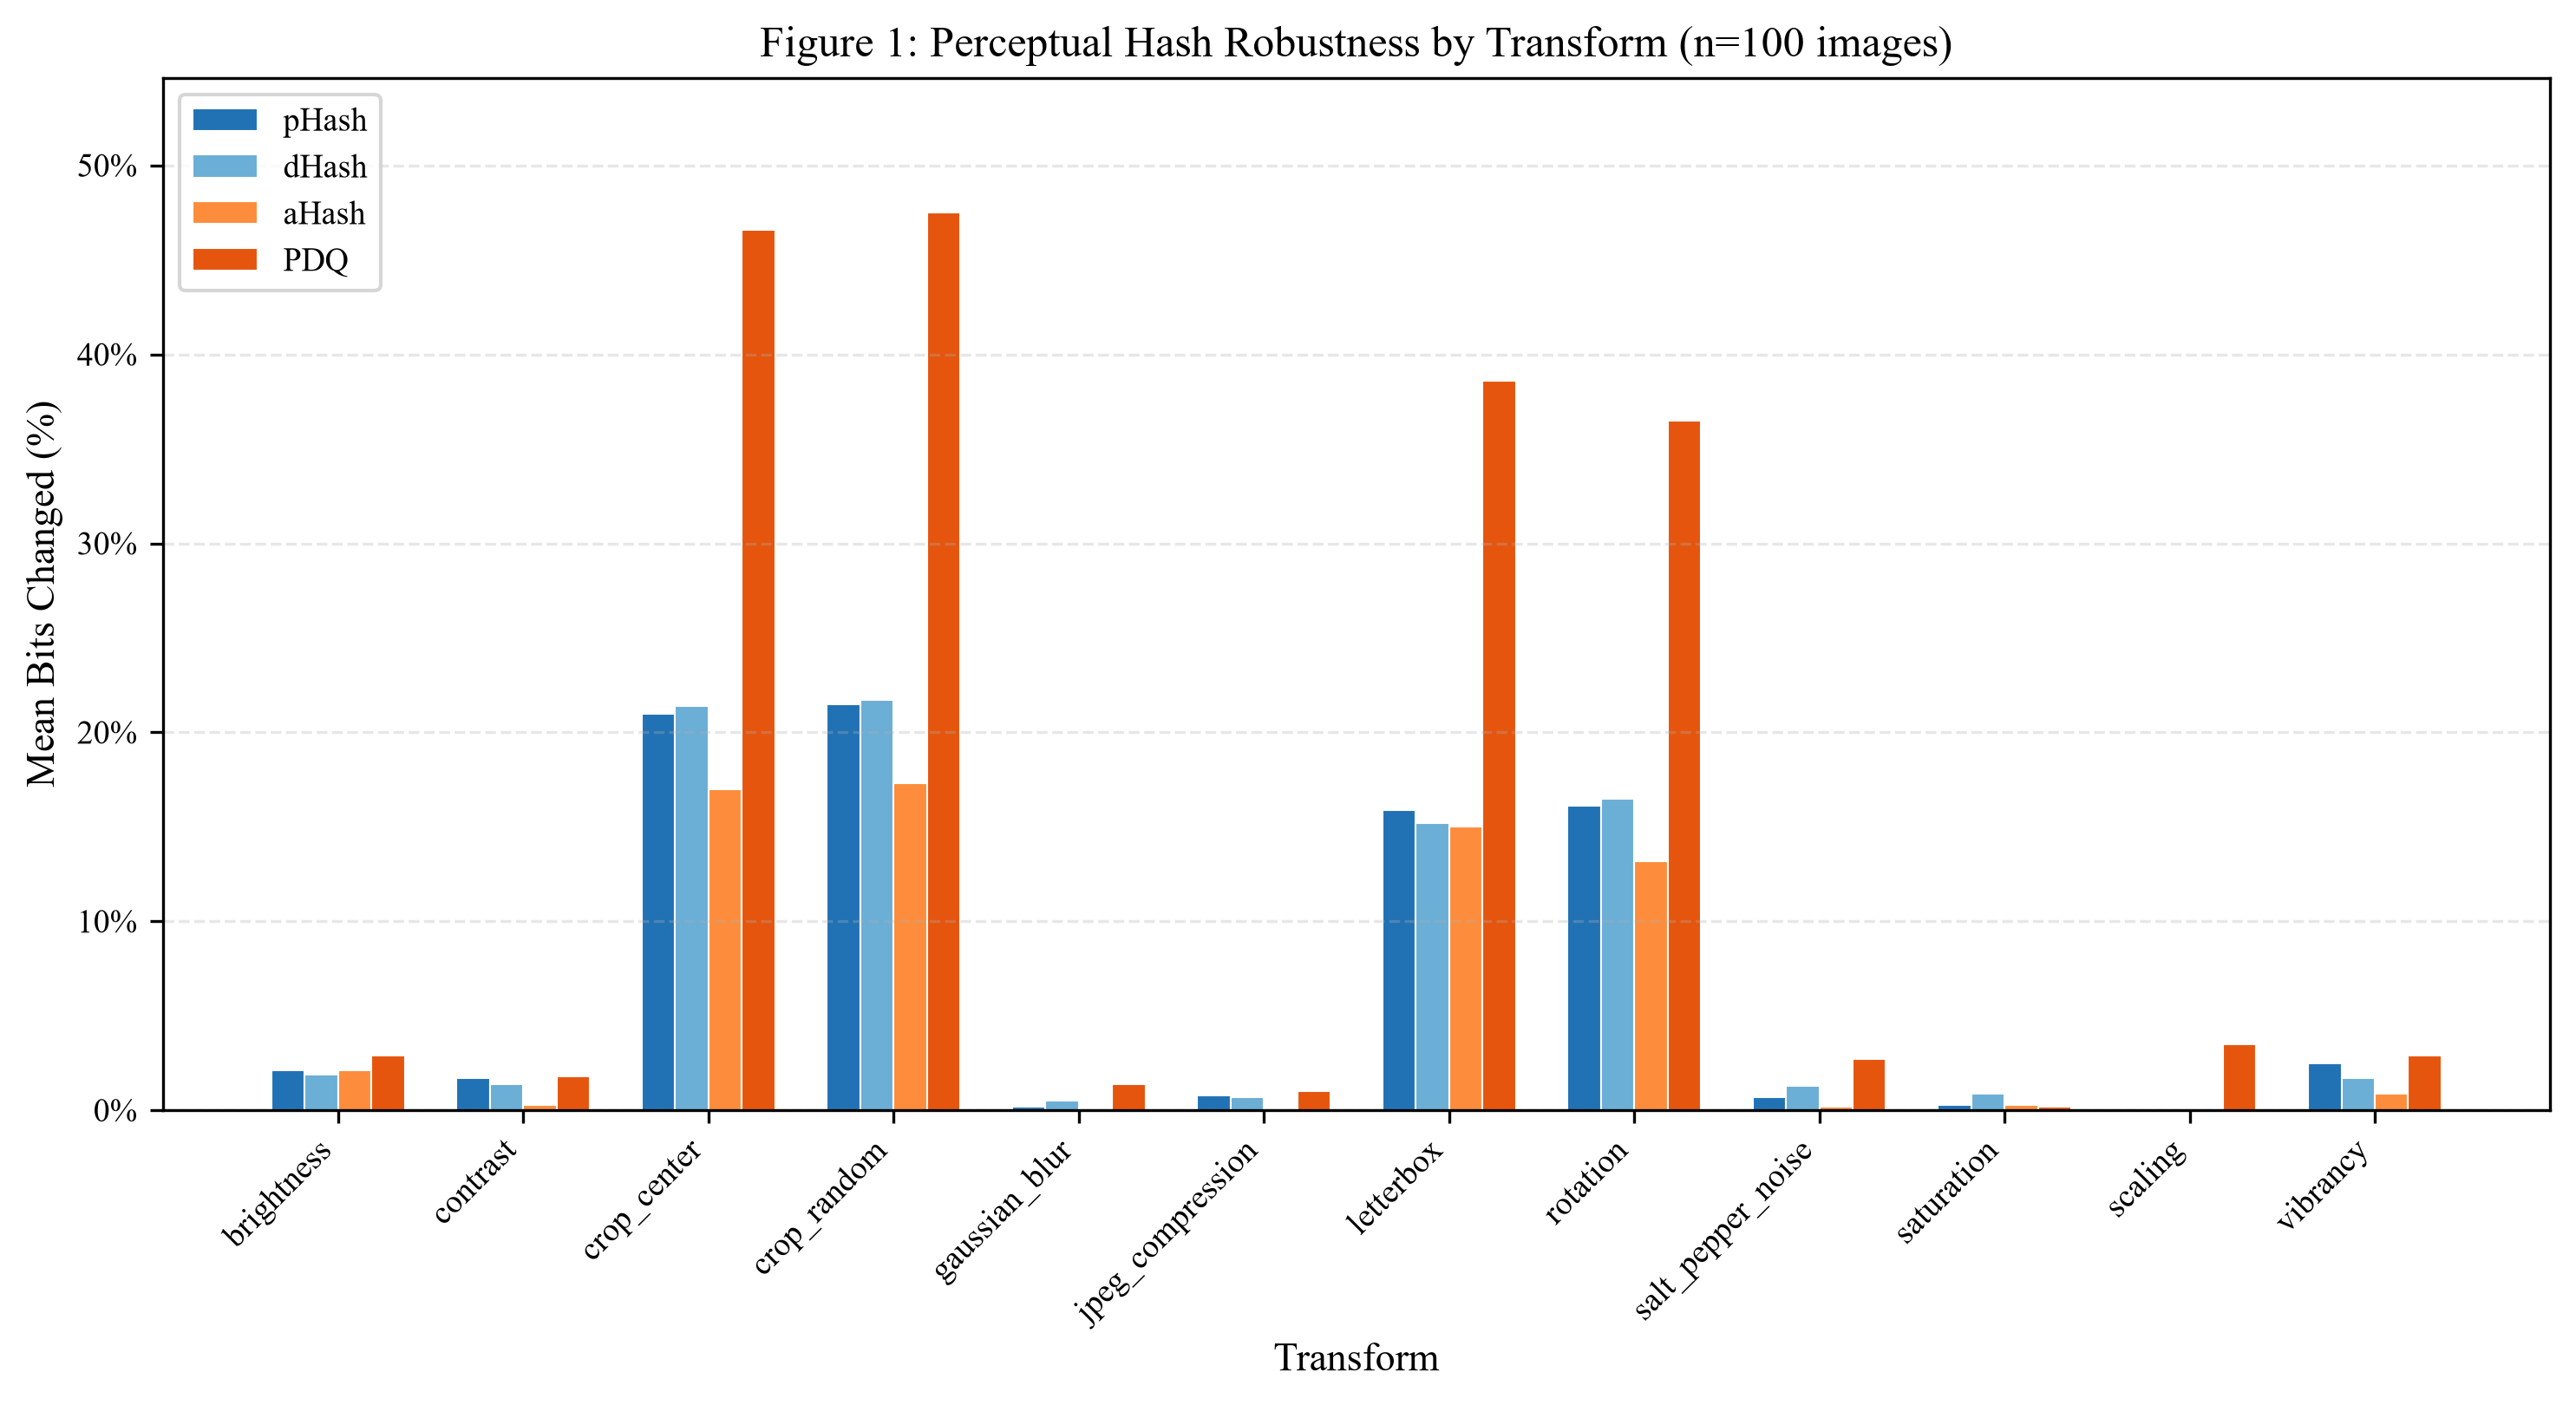 Figure 1: Perceptual Hash Robustness by Transform (n=100 images)
pHash
dHash
aHash
PDQ
Mean Bits Changed (%)
50%
40%
30%
20%
10%
0%
brightness
contrast
crop_center
crop_random
gaussian_blur
jpeg_compression
letterbox
rotation
salt_pepper_noise
saturation
scaling
vibrancy
Transform